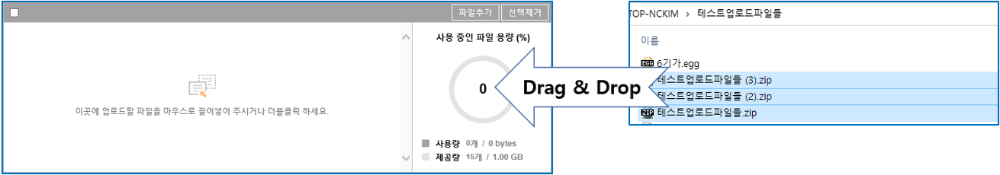 파일추가 선택제거
이곳에 업로드할 파일을 마우스로 끌어넣어 주시거나 더블클릭 하세요.
사용 중인 파일 용량 (%)
0
사용량 0개 / 0 bytes
제공량 15개 / 1.00 GB
Drag & Drop
TOP-NCKIM > 테스트업로드파일들
이름
EGG 6기가.egg
테스트업로드파일들 (3).zip
테스트업로드파일들 (2).zip
ZIP 테스트업로드파일들.zip